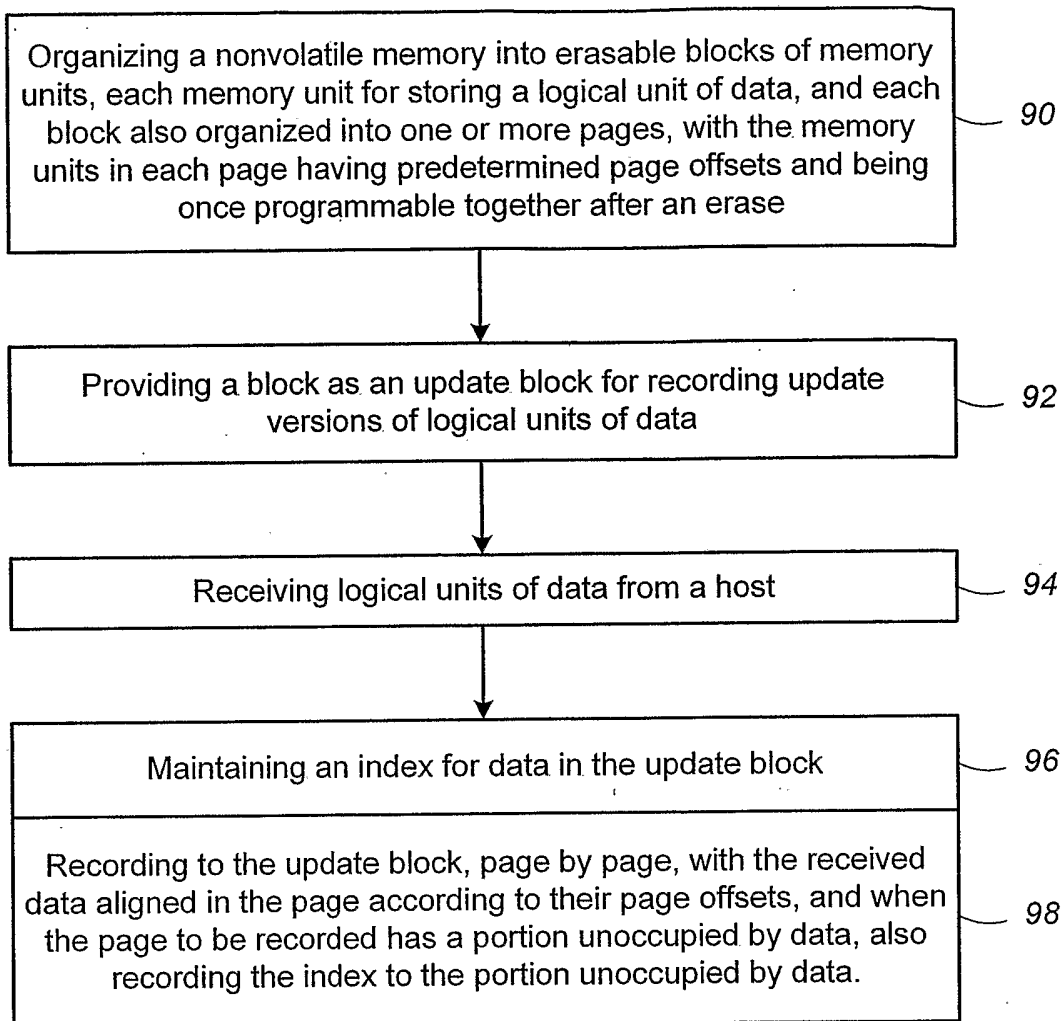 Organizing a nonvolatile memory into erasable blocks of memory
units, each memory unit for storing a logical unit of data, and each
block also organized into one or more pages, with the memory
units in each page having predetermined page offsets and being
once programmable together after an erase
90
Providing a block as an update block for recording update
versions of logical units of data
92
Receiving logical units of data from a host
94
Maintaining an index for data in the update block
96
Recording to the update block, page by page, with the received
data aligned in the page according to their page offsets, and when
the page to be recorded has a portion unoccupied by data, also
recording the index to the portion unoccupied by data.
98